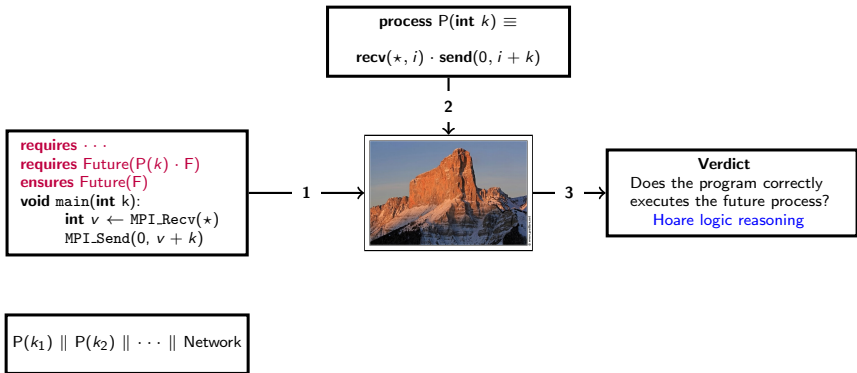 process P(int k) ≡
recv(⋆, i) · send(0, i + k)
2
requires · · ·
requires Future(P(k) · F)
ensures Future(F)
void main(int k):
int v ← MPI_Recv(⋆)
MPI_Send(0, v + k)
1
3
Verdict
Does the program correctly
executes the future process?
Hoare logic reasoning
P(k₁) ∥ P(k₂) ∥ · · · ∥ Network